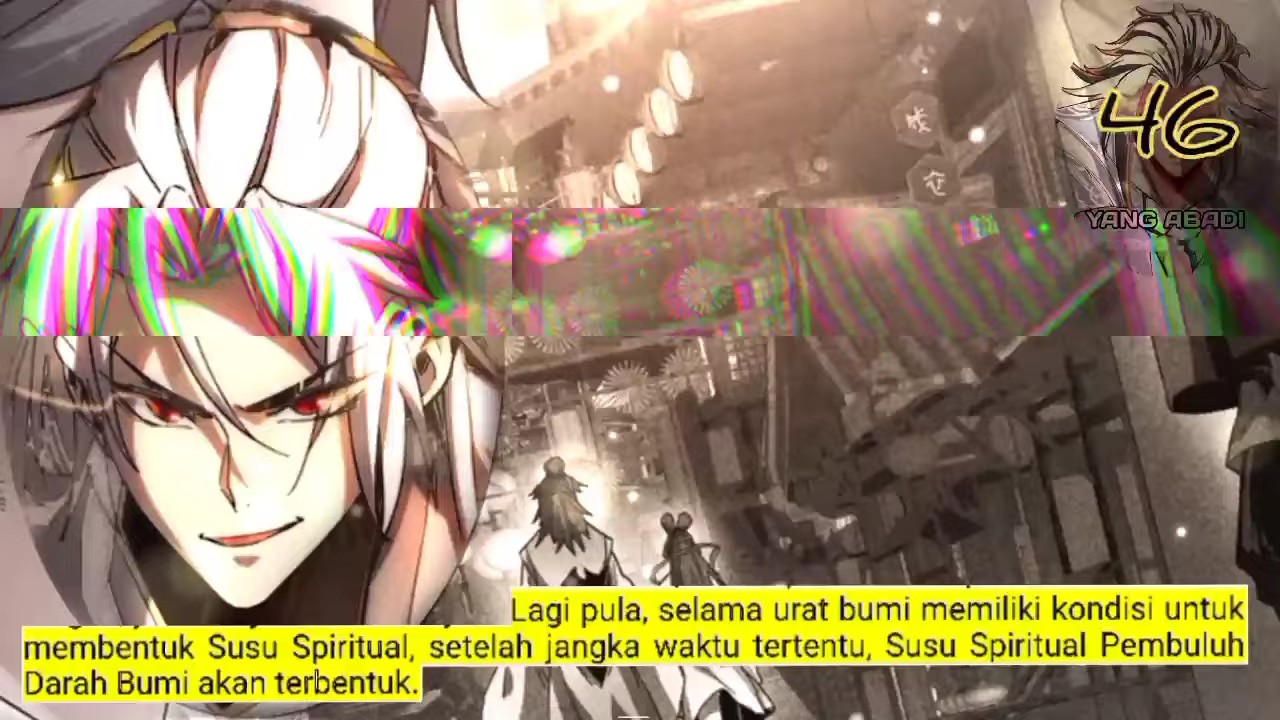 46
YANG ABADI
Lagi pula, selama urat bumi memiliki kondisi untuk
membentuk Susu Spiritual, setelah jangka waktu tertentu, Susu Spiritual Pembuluh
Darah Bumi akan terbentuk.